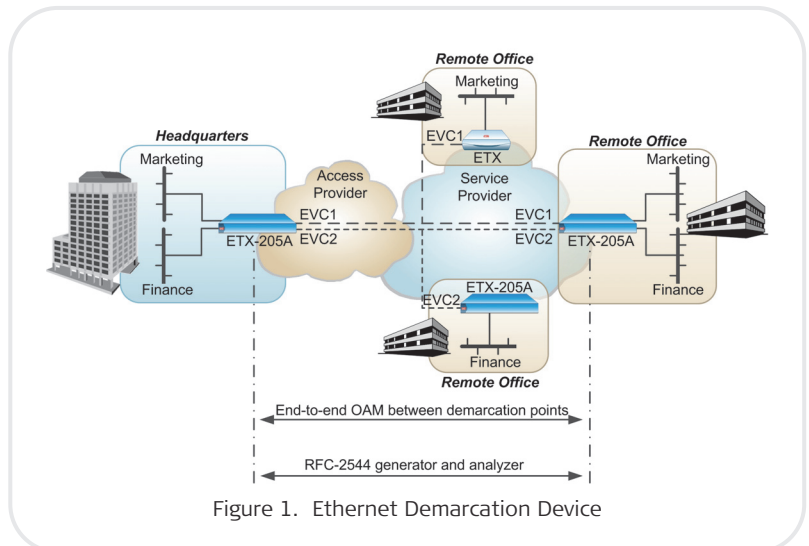 Remote Office
Marketing
EVC1
ETX
Headquarters
Marketing
Finance
ETX-205A
Access
Provider
EVC1
EVC2
Service
Provider
Remote Office
Marketing
EVC1
EVC2
ETX-205A
Finance
ETX-205A
EVC2
Finance
Remote Office
End-to-end OAM between demarcation points
RFC-2544 generator and analyzer
Figure 1. Ethernet Demarcation Device